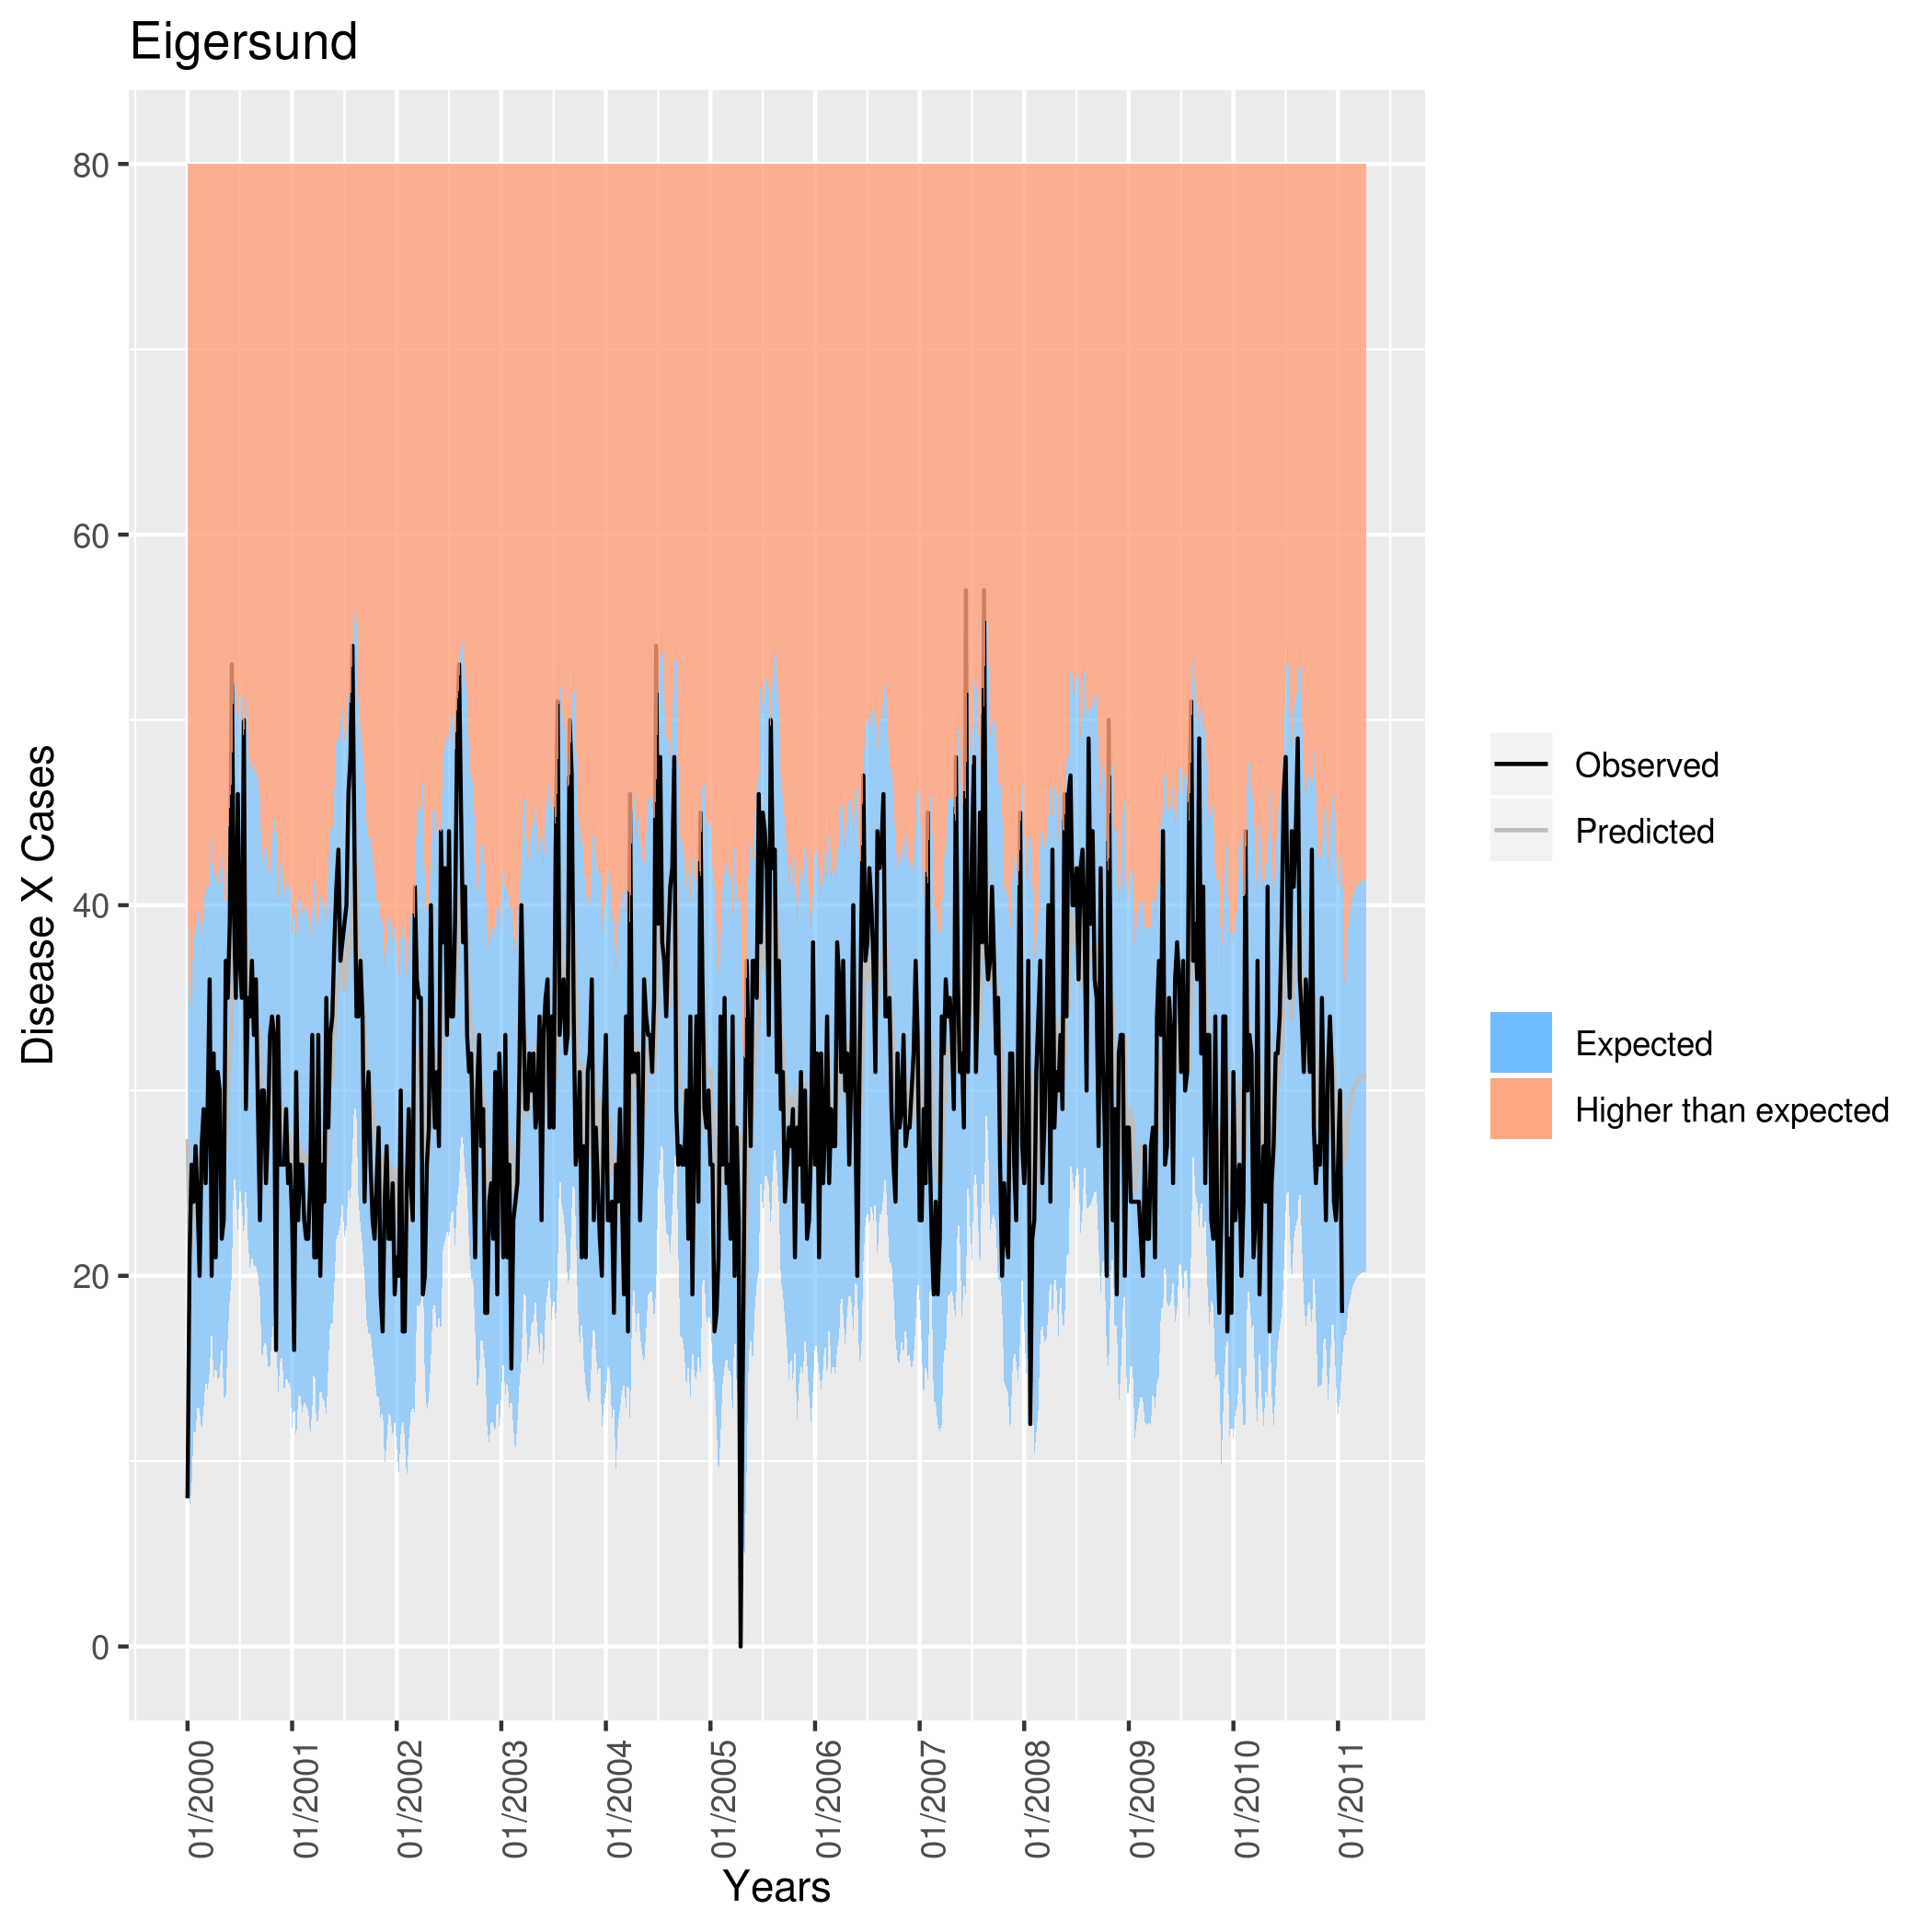 Eigersund
Disease X Cases
80
60
40
20
0
01/2000
01/2001
01/2002
01/2003
01/2004
01/2005
01/2006
01/2007
01/2008
01/2009
01/2010
01/2011
Years
Observed
Predicted
Expected
Higher than expected